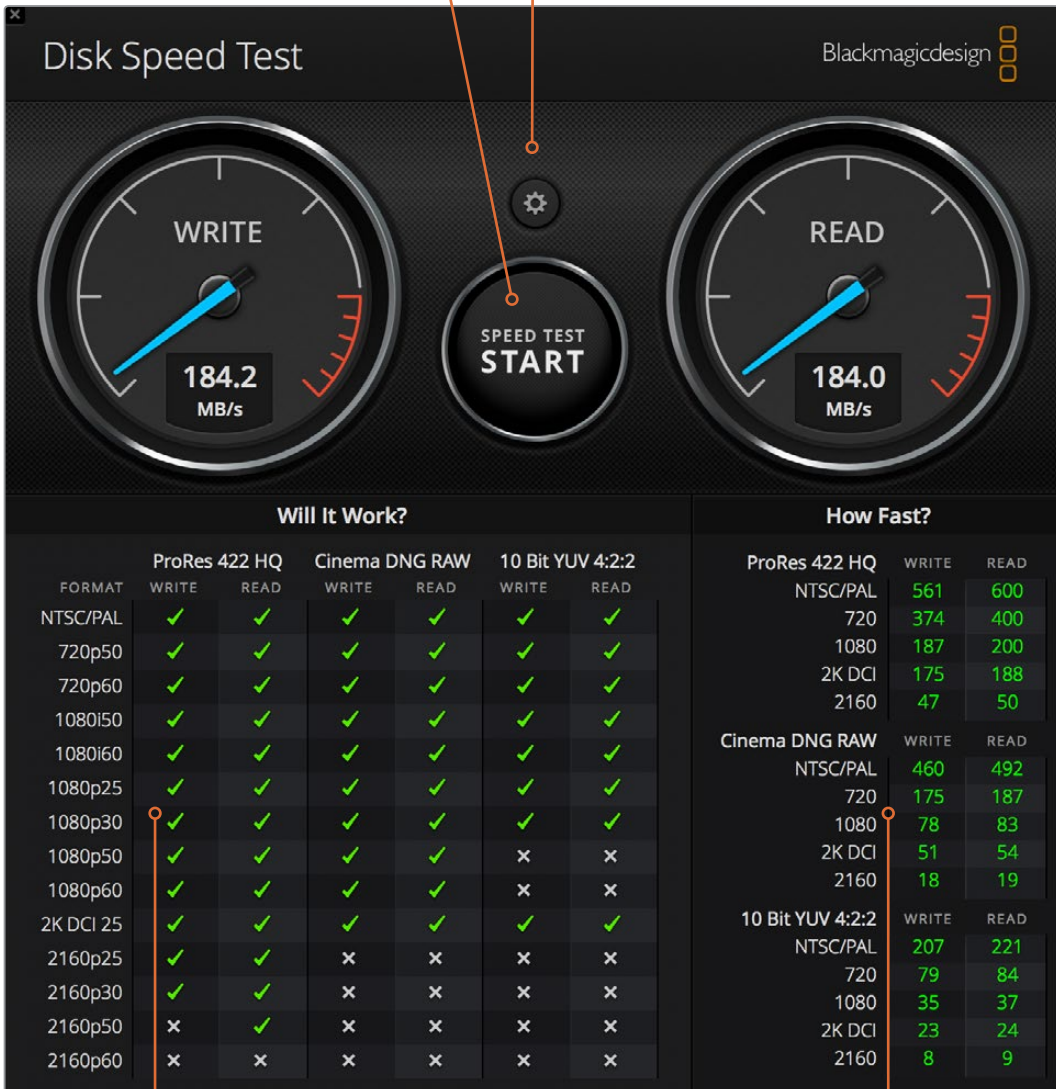 Disk Speed Test
Blackmagicdesign
WRITE
184.2
MB/s
SPEED TEST
START
READ
184.0
MB/s
Will It Work?
ProRes 422 HQ Cinema DNG RAW 10 Bit YUV 4:2:2
FORMAT WRITE READ WRITE READ WRITE READ
NTSC/PAL
720p50
720p60
1080i50
1080i60
1080p25
1080p30
1080p50
1080p60
2K DCI 25
2160p25
2160p30
2160p50
2160p60
How Fast?
ProRes 422 HQ WRITE READ
NTSC/PAL 561 600
720 374 400
1080 187 200
2K DCI 175 188
2160 47 50
Cinema DNG RAW WRITE READ
NTSC/PAL 460 492
720 175 187
1080 78 83
2K DCI 51 54
2160 18 19
10 Bit YUV 4:2:2 WRITE READ
NTSC/PAL 207 221
720 79 84
1080 35 37
2K DCI 23 24
2160 8 9